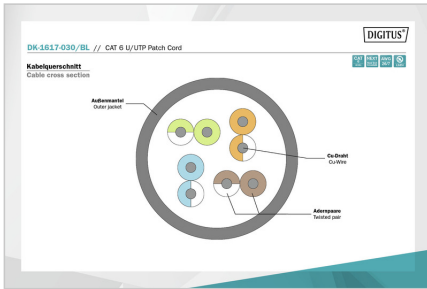 DIGITUS®
DK-1617-030/BL // CAT 6 U/UTP Patch Cord
Kabelquerschnitt
Cable cross section
Außenmantel
Outer jacket
Cu-Draht
Cu-Wire
Adernpaare
Twisted pair